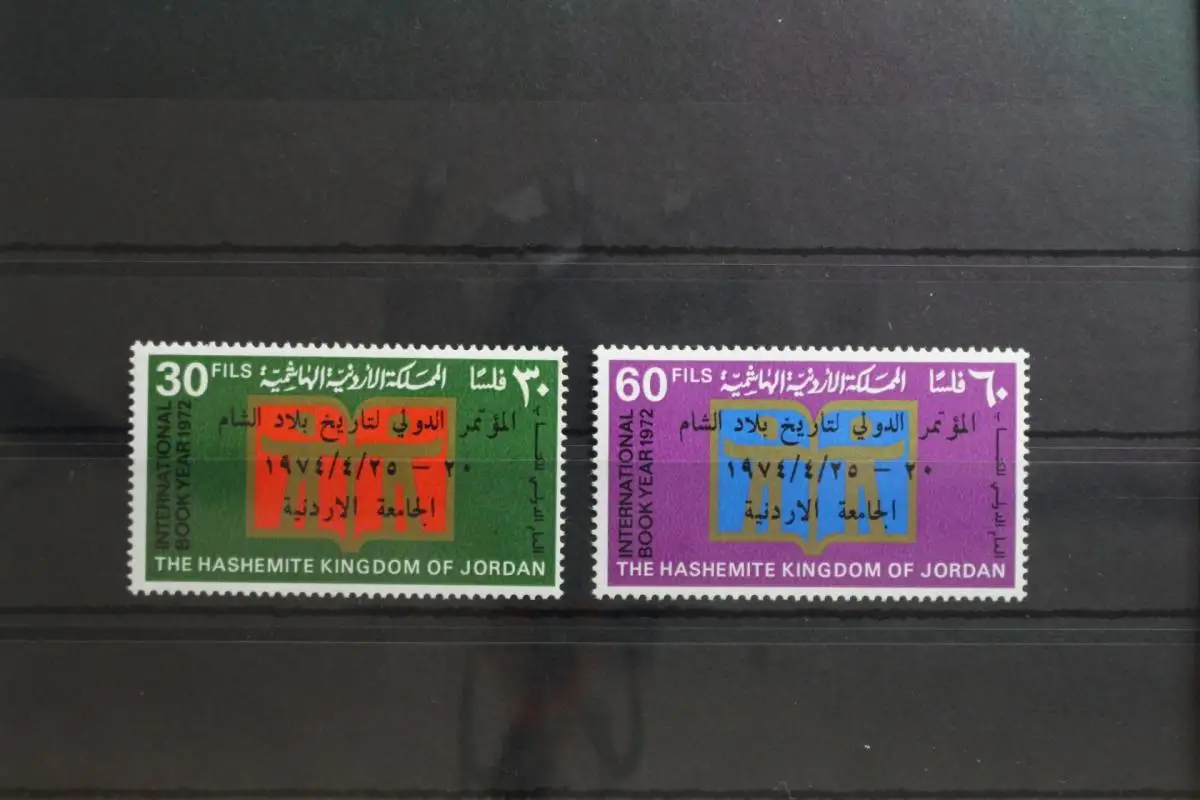 30 FILS المملكة الأردنية الهاشمية فلسًا ٣٠
INTERNATIONAL
BOOK YEAR 1972
المؤتمر الدولي لتاريخ بلاد الشام
٢٠ – ١٩٧٤/٤/٢٥
الجامعة الاردنية
THE HASHEMITE KINGDOM OF JORDAN
60 FILS المملكة الأردنية الهاشمية فلسًا ٦٠
INTERNATIONAL
BOOK YEAR 1972
المؤتمر الدولي لتاريخ بلاد الشام
٢٠ – ١٩٧٤/٤/٢٥
الجامعة الاردنية
THE HASHEMITE KINGDOM OF JORDAN